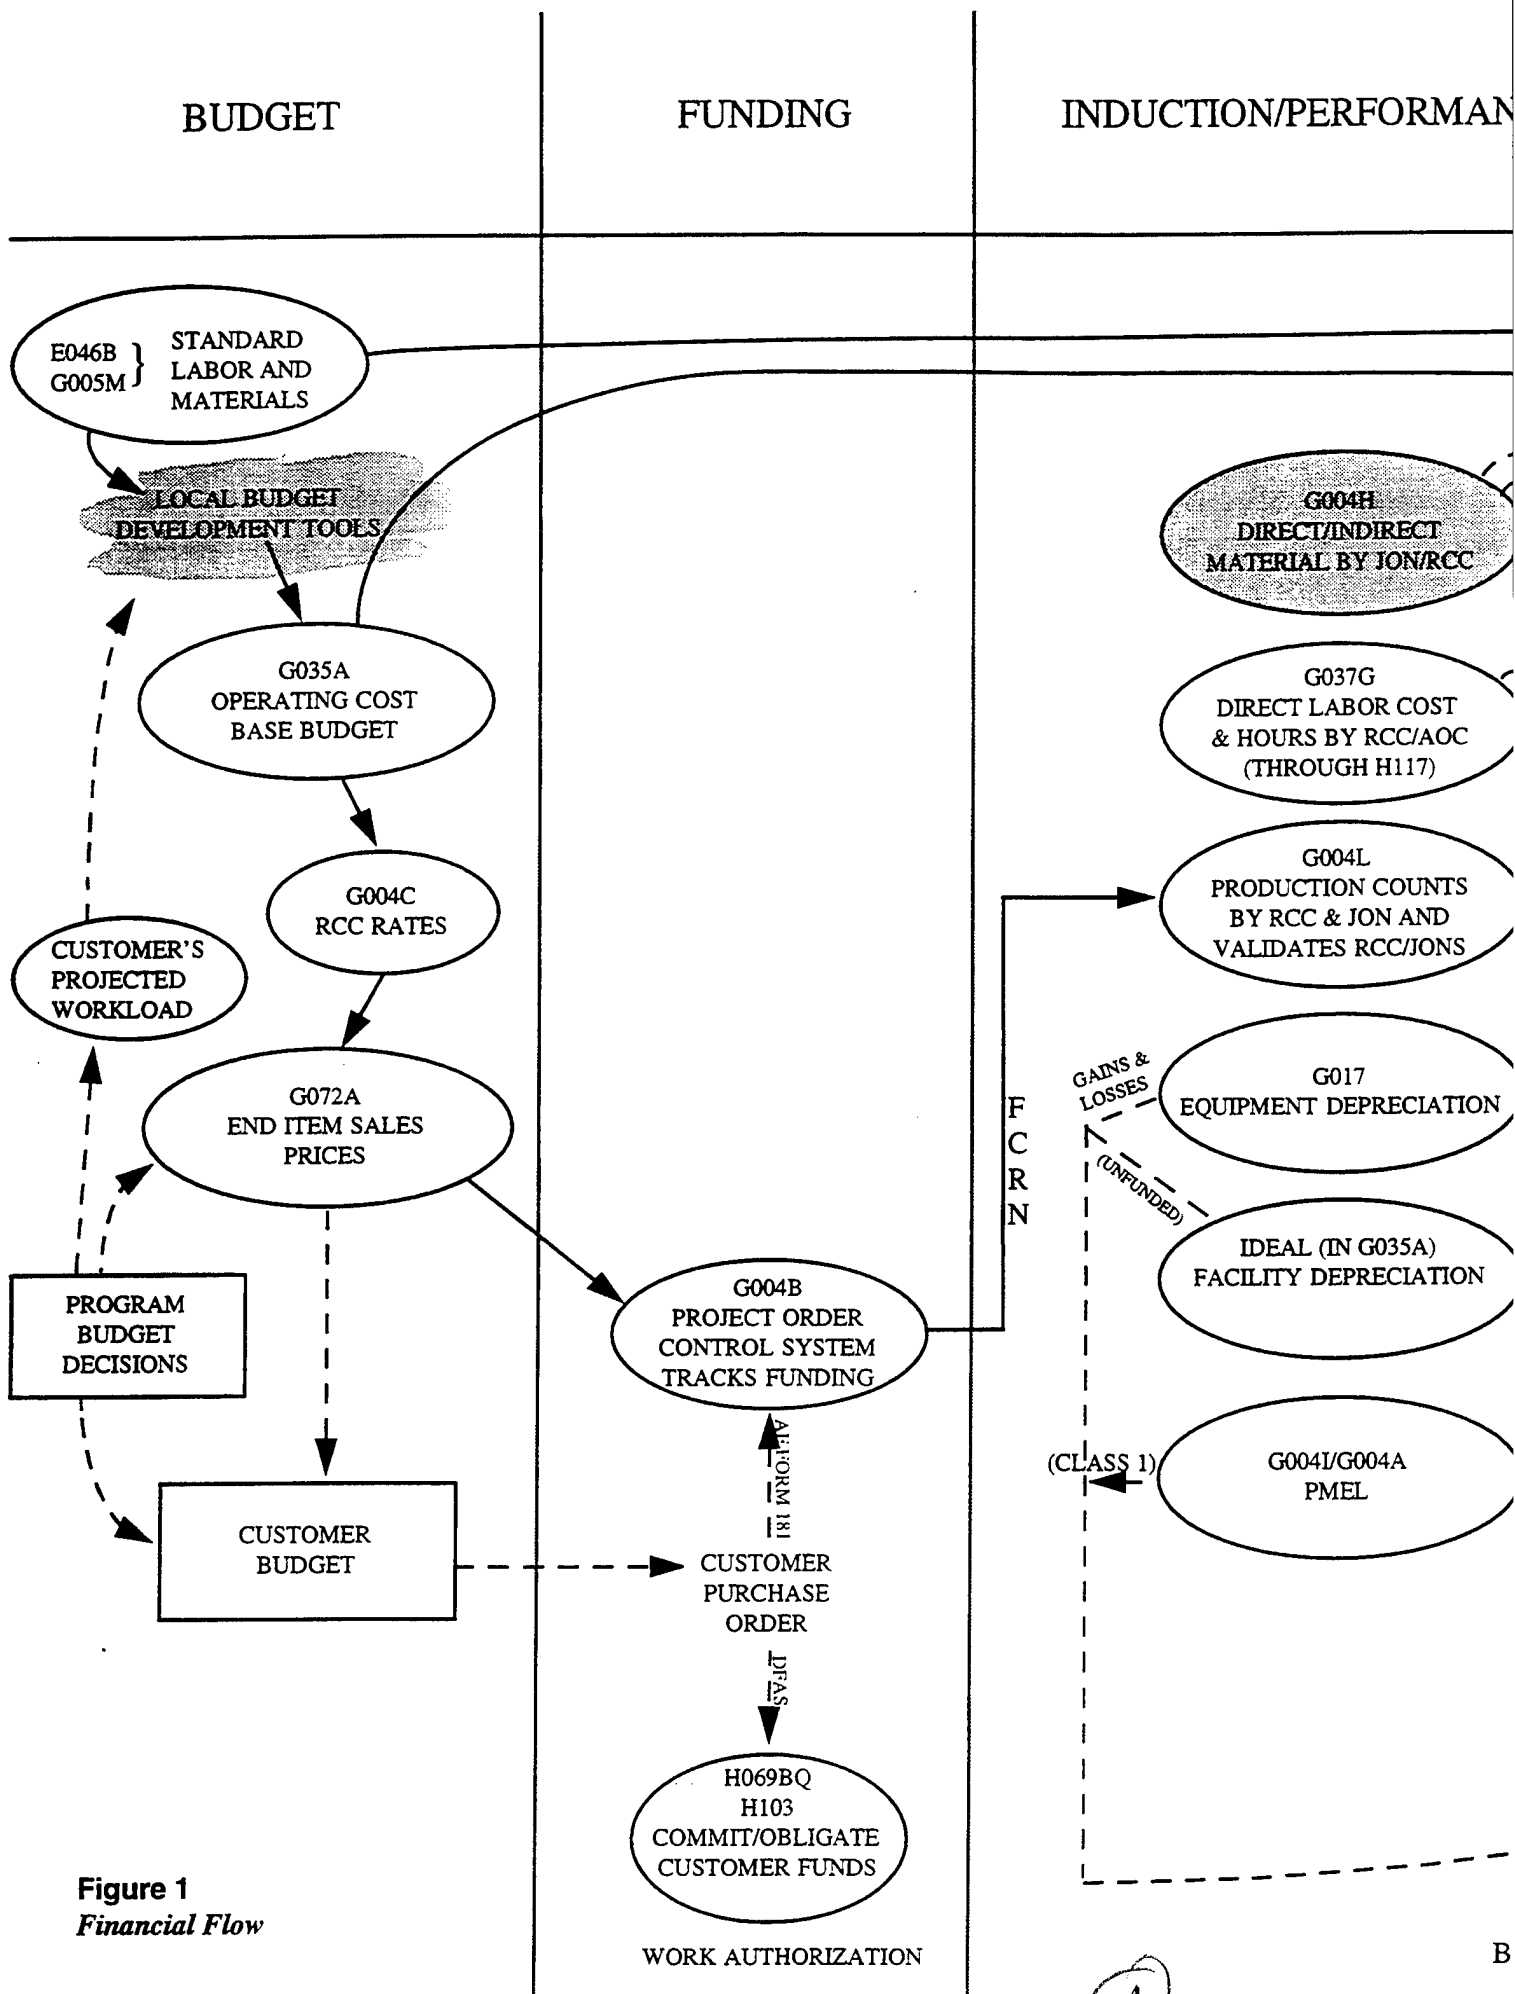 BUDGET
FUNDING
INDUCTION/PERFORMAN
E046B
G005M
STANDARD
LABOR AND
MATERIALS
LOCAL BUDGET
DEVELOPMENT TOOLS
G035A
OPERATING COST
BASE BUDGET
G004C
RCC RATES
CUSTOMER'S
PROJECTED
WORKLOAD
G072A
END ITEM SALES
PRICES
PROGRAM
BUDGET
DECISIONS
CUSTOMER
BUDGET
G004B
PROJECT ORDER
CONTROL SYSTEM
TRACKS FUNDING
AF FORM 181
CUSTOMER
PURCHASE
ORDER
DFAS
H069BQ
H103
COMMIT/OBLIGATE
CUSTOMER FUNDS
WORK AUTHORIZATION
F
C
R
N
G004H
DIRECT/INDIRECT
MATERIAL BY JON/RCC
G037G
DIRECT LABOR COST
& HOURS BY RCC/AOC
(THROUGH H117)
G004L
PRODUCTION COUNTS
BY RCC & JON AND
VALIDATES RCC/JONS
GAINS &
LOSSES
G017
EQUIPMENT DEPRECIATION
(UNFUNDED)
IDEAL (IN G035A)
FACILITY DEPRECIATION
(CLASS 1)
G004I/G004A
PMEL
Figure 1
Financial Flow
B